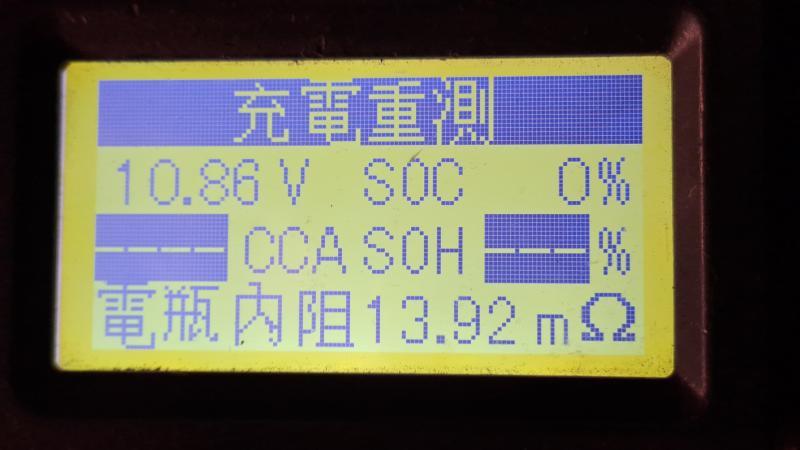 充電重測
10.86 V SOC 0%
---- CCA SOH ---%
電瓶內阻13.92 mΩ